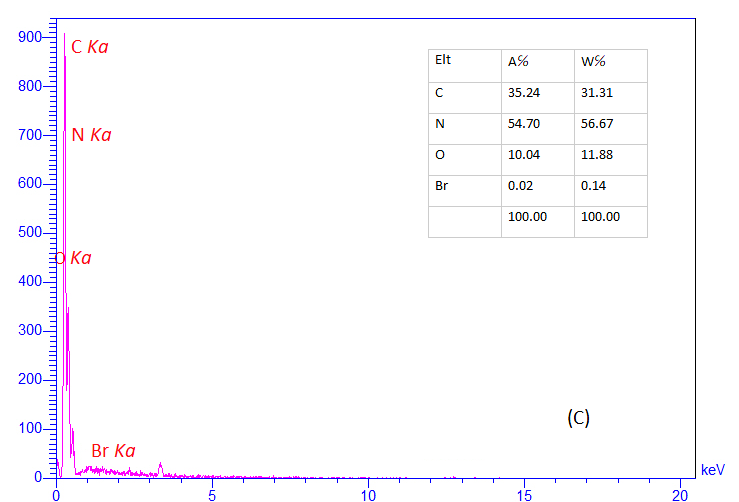 900
C Ka
800
700
N Ka
600
500
O Ka
400
300
200
100
Br Ka
0
0 5 10 15 20
keV
Elt A% W%
C 35.24 31.31
N 54.70 56.67
O 10.04 11.88
Br 0.02 0.14
100.00 100.00
(C)